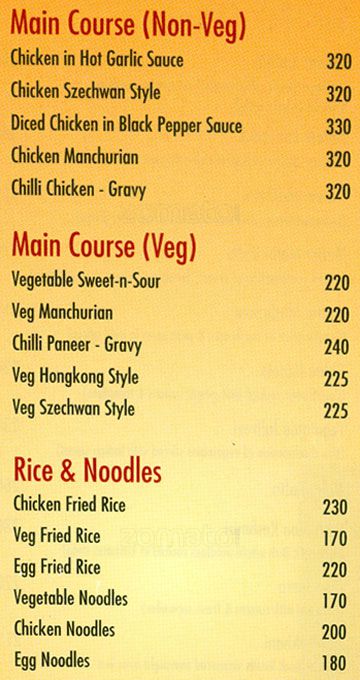 Main Course (Non-Veg)
Chicken in Hot Garlic Sauce 320
Chicken Szechwan Style 320
Diced Chicken in Black Pepper Sauce 330
Chicken Manchurian 320
Chilli Chicken - Gravy 320
zomato
Main Course (Veg)
Vegetable Sweet-n-Sour 220
Veg Manchurian 220
Chilli Paneer - Gravy 240
Veg Hongkong Style 225
Veg Szechwan Style 225
Rice & Noodles
Chicken Fried Rice 230
Veg Fried Rice 170
zomato
Egg Fried Rice 220
Vegetable Noodles 170
Chicken Noodles 200
Egg Noodles 180